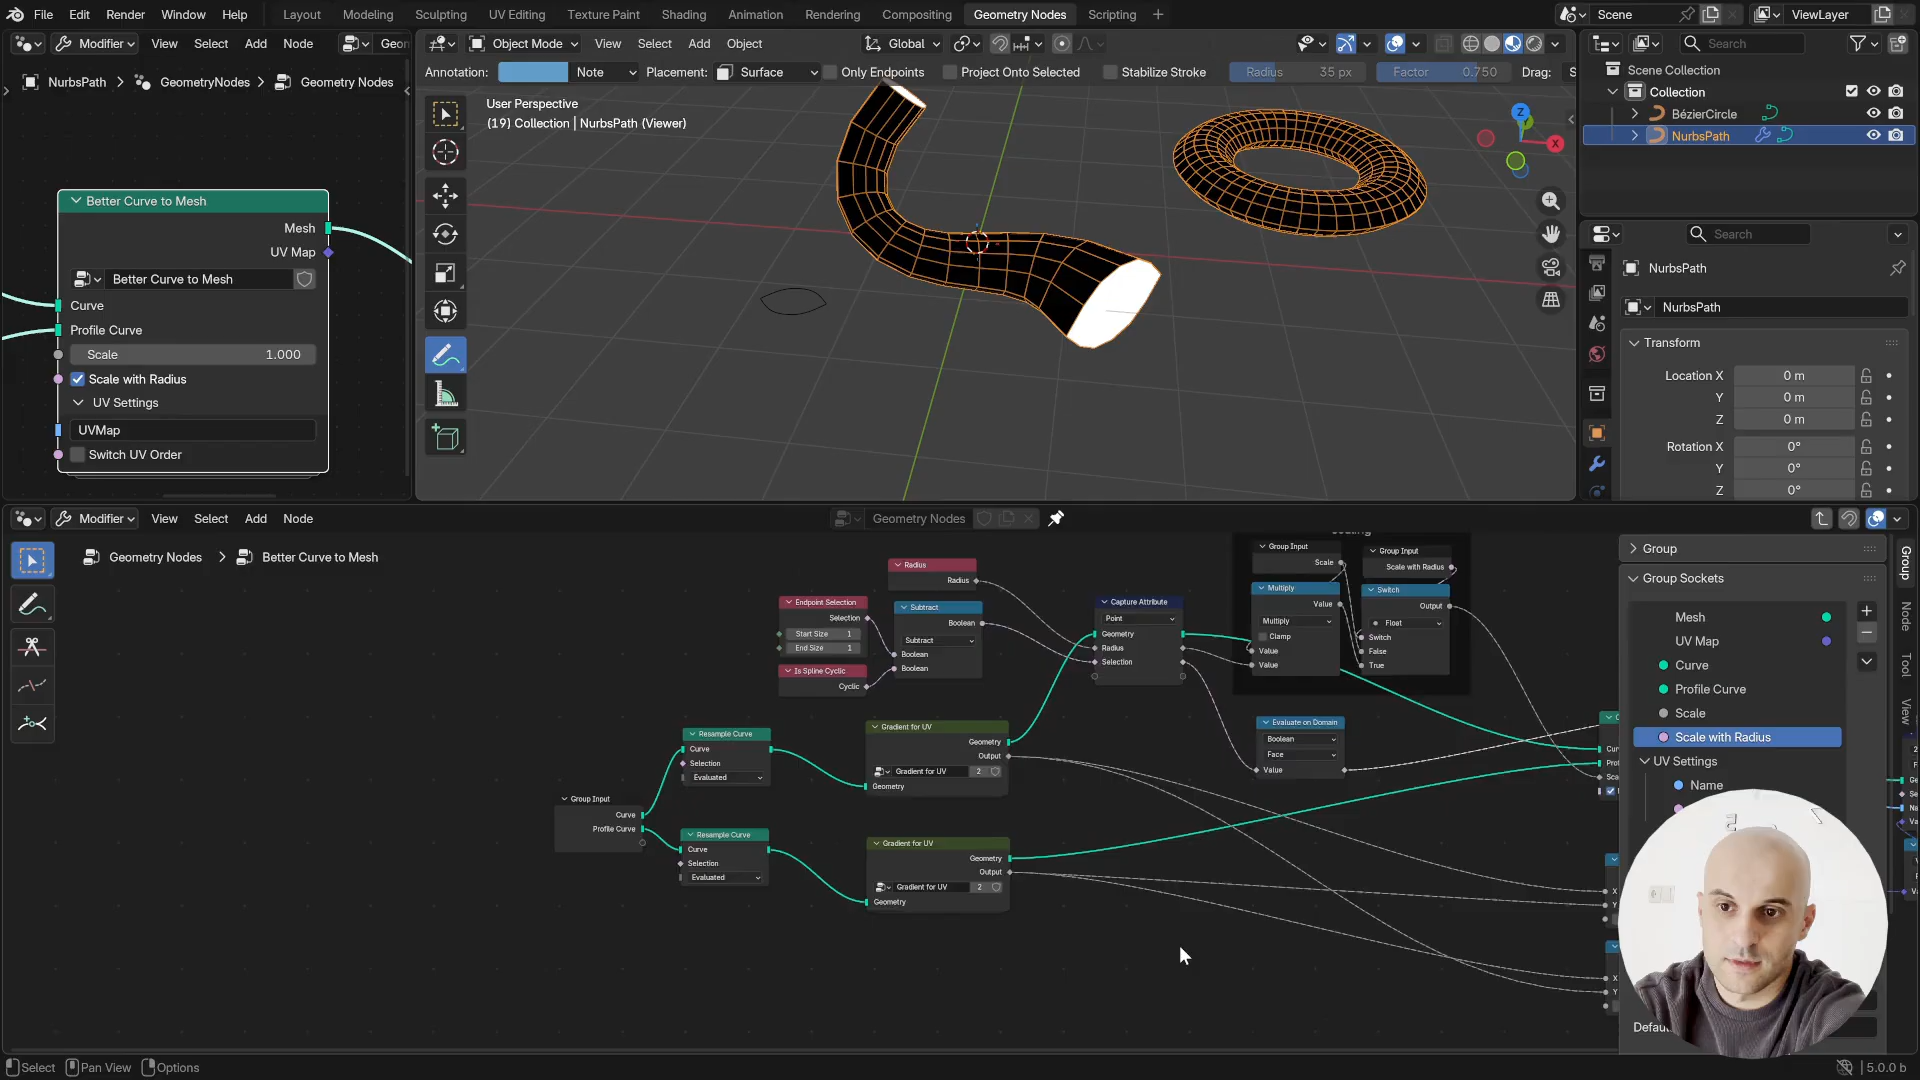 File Edit Render Window Help Layout Modeling Sculpting UV Editing Texture Paint Shading Animation Rendering Compositing Geometry Nodes Scripting Scene ViewLayer
Modifier View Select Add Node Geon
Object Mode View Select Add Object Global
Search
NurbsPath GeometryNodes Geometry Nodes
Annotation: Note Placement: Surface Only Endpoints Project Onto Selected Stabilize Stroke Radius 35 px Factor 0.750 Drag: S
User Perspective
(19) Collection | NurbsPath (Viewer)
Z
X
Scene Collection
Collection
BézierCircle
NurbsPath
Better Curve to Mesh
Mesh
UV Map
Better Curve to Mesh
Curve
Profile Curve
Scale 1.000
Scale with Radius
UV Settings
UVMap
Switch UV Order
Search
NurbsPath
NurbsPath
Transform
Location X 0 m
Y 0 m
Z 0 m
Rotation X 0°
Y 0°
Z 0°
Modifier View Select Add Node
Geometry Nodes
Geometry Nodes Better Curve to Mesh
Radius
Radius
Endpoint Selection
Selection
Start Size 1
End Size 1
Is Spline Cyclic
Cyclic
Subtract
Boolean
Subtract
Boolean
Boolean
Capture Attribute
Point
Geometry
Radius
Selection
Group Input
Scale
Multiply
Value
Multiply
Clamp
Value
Value
Group Input
Scale with Radius
Switch
Output
Float
Switch
False
True
Evaluate on Domain
Boolean
Face
Value
Group Input
Curve
Profile Curve
Resample Curve
Curve
Selection
Evaluated
Resample Curve
Curve
Selection
Evaluated
Gradient for UV
Geometry
Output
Gradient for UV 2
Geometry
Gradient for UV
Geometry
Output
Gradient for UV 2
Geometry
X
Y
X
Y
Group
Group Sockets
Mesh
UV Map
Curve
Profile Curve
Scale
Scale with Radius
UV Settings
Name
Group
Node
Tool
View
Select Pan View Options
5.0.0 b